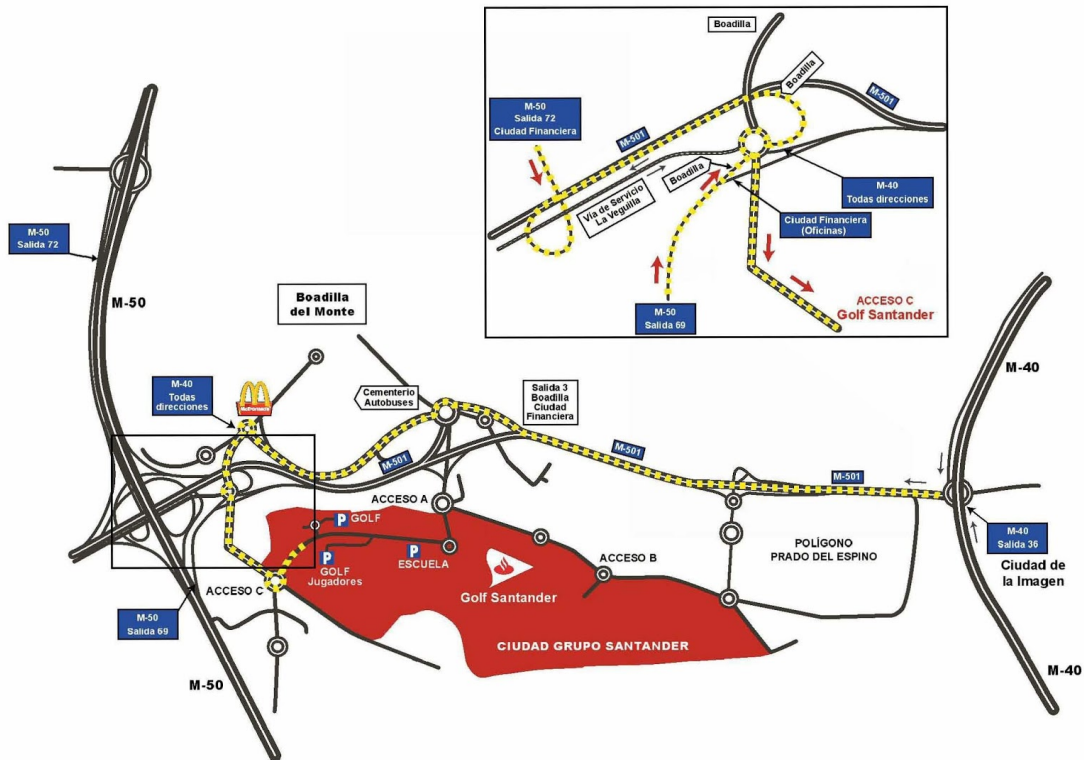 Boadilla
Boadilla
M-50
Salida 72
Ciudad Financiera
M-501
M-501
Boadilla
Vía de Servicio
La Veguilla
M-40
Todas direcciones
Ciudad Financiera
(Oficinas)
M-50
Salida 69
ACCESO C
Golf Santander
M-50
Salida 72
M-50
Boadilla
del Monte
M-40
Todas
direcciones
McDonald's
Cementerio
Autobuses
Salida 3
Boadilla
Ciudad
Financiera
M-40
M-501
M-501
M-501
ACCESO A
P GOLF
P
GOLF
Jugadores
P
ESCUELA
Golf Santander
ACCESO B
POLÍGONO
PRADO DEL ESPINO
M-40
Salida 36
Ciudad de
la Imagen
ACCESO C
M-50
Salida 69
CIUDAD GRUPO SANTANDER
M-50
M-40